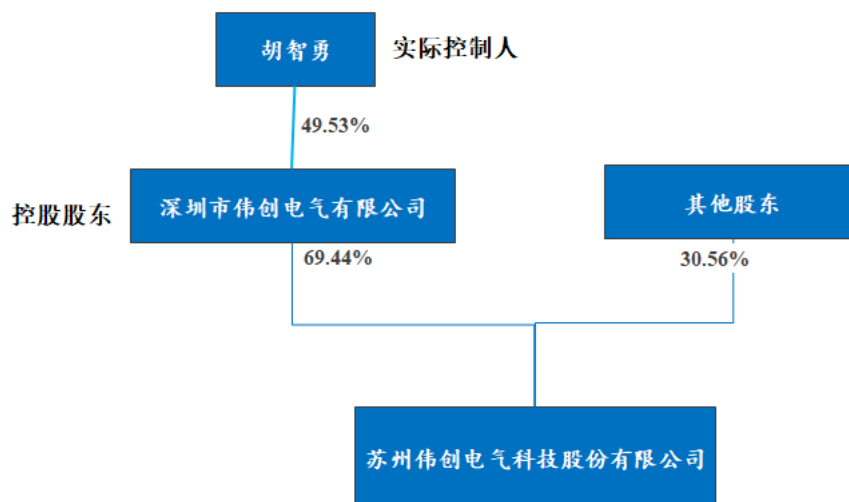 胡智勇
实际控制人
49.53%
控股股东
深圳市伟创电气有限公司
其他股东
69.44%
30.56%
苏州伟创电气科技股份有限公司